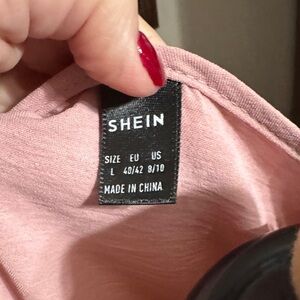 SHEIN
SIZE EU US
L 40/42 8/10
MADE IN CHINA